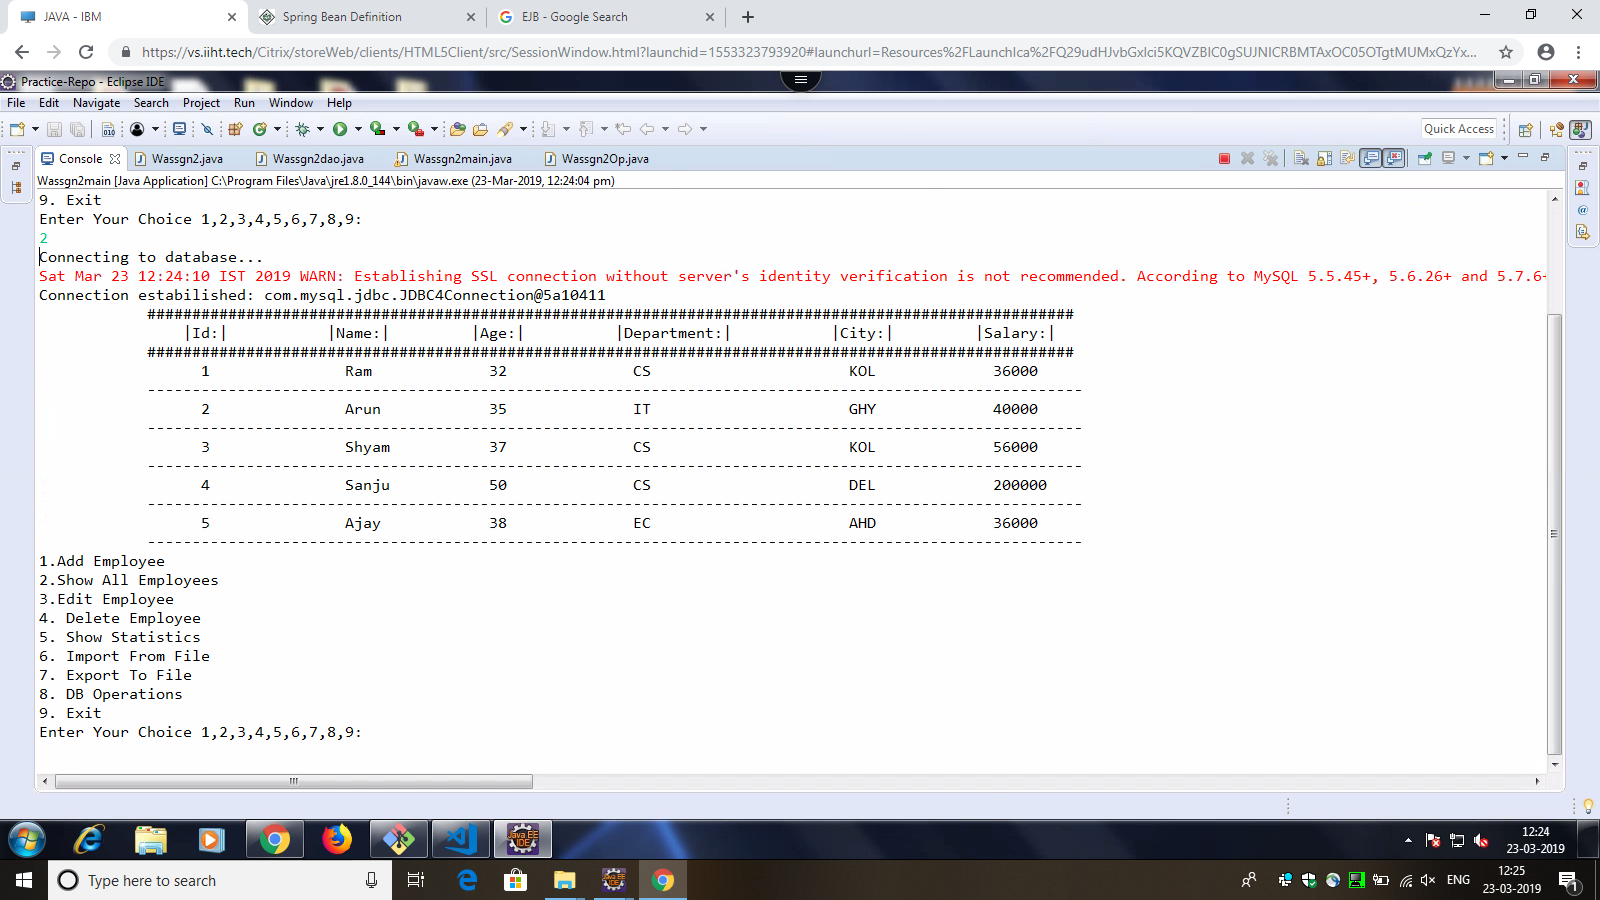 JAVA - IBM
Spring Bean Definition
EJB - Google Search
https://vs.iiht.tech/Citrix/storeWeb/clients/HTML5Client/src/SessionWindow.html?launchid=1553323793920#launchurl=Resources%2FLaunchIca%2FQ29udHJvbGxlci5KQVZBIC0gSUJNICRBMTAxOC05OTgtMUMxQzYx...
Practice-Repo - Eclipse IDE
File Edit Navigate Search Project Run Window Help
Quick Access
Console Wassgn2.java Wassgn2dao.java Wassgn2main.java Wassgn2Op.java
Wassgn2main [Java Application] C:\Program Files\Java\jre1.8.0_144\bin\javaw.exe (23-Mar-2019, 12:24:04 pm)
9. Exit
Enter Your Choice 1,2,3,4,5,6,7,8,9:
2
Connecting to database...
Sat Mar 23 12:24:10 IST 2019 WARN: Establishing SSL connection without server's identity verification is not recommended. According to MySQL 5.5.45+, 5.6.26+ and 5.7.6+
Connection estabilished: com.mysql.jdbc.JDBC4Connection@5a10411
#######################################################################################################
|Id:| |Name:| |Age:| |Department:| |City:| |Salary:|
#######################################################################################################
1 Ram 32 CS KOL 36000
--------------------------------------------------------------------------------------------------------
2 Arun 35 IT GHY 40000
--------------------------------------------------------------------------------------------------------
3 Shyam 37 CS KOL 56000
--------------------------------------------------------------------------------------------------------
4 Sanju 50 CS DEL 200000
--------------------------------------------------------------------------------------------------------
5 Ajay 38 EC AHD 36000
--------------------------------------------------------------------------------------------------------
1.Add Employee
2.Show All Employees
3.Edit Employee
4. Delete Employee
5. Show Statistics
6. Import From File
7. Export To File
8. DB Operations
9. Exit
Enter Your Choice 1,2,3,4,5,6,7,8,9:
12:24
23-03-2019
Type here to search
ENG
12:25
23-03-2019
1